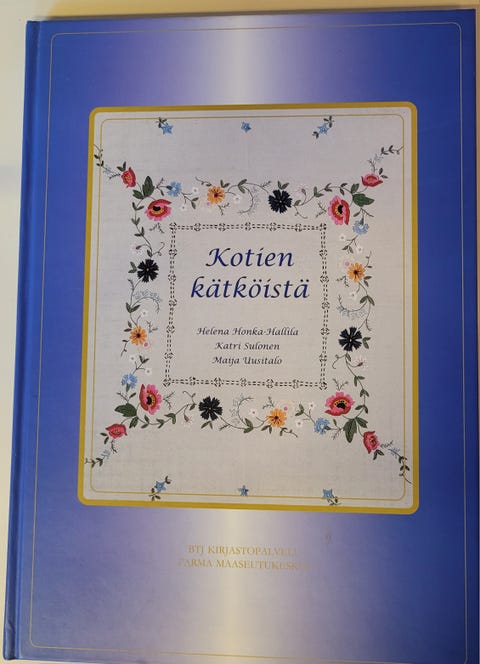 Kotien
kätköistä
Helena Honka-Hallila
Katri Sulonen
Maija Uusitalo
BTJ KIRJASTOPALVELU
FARMA MAASEUTUKESKUS